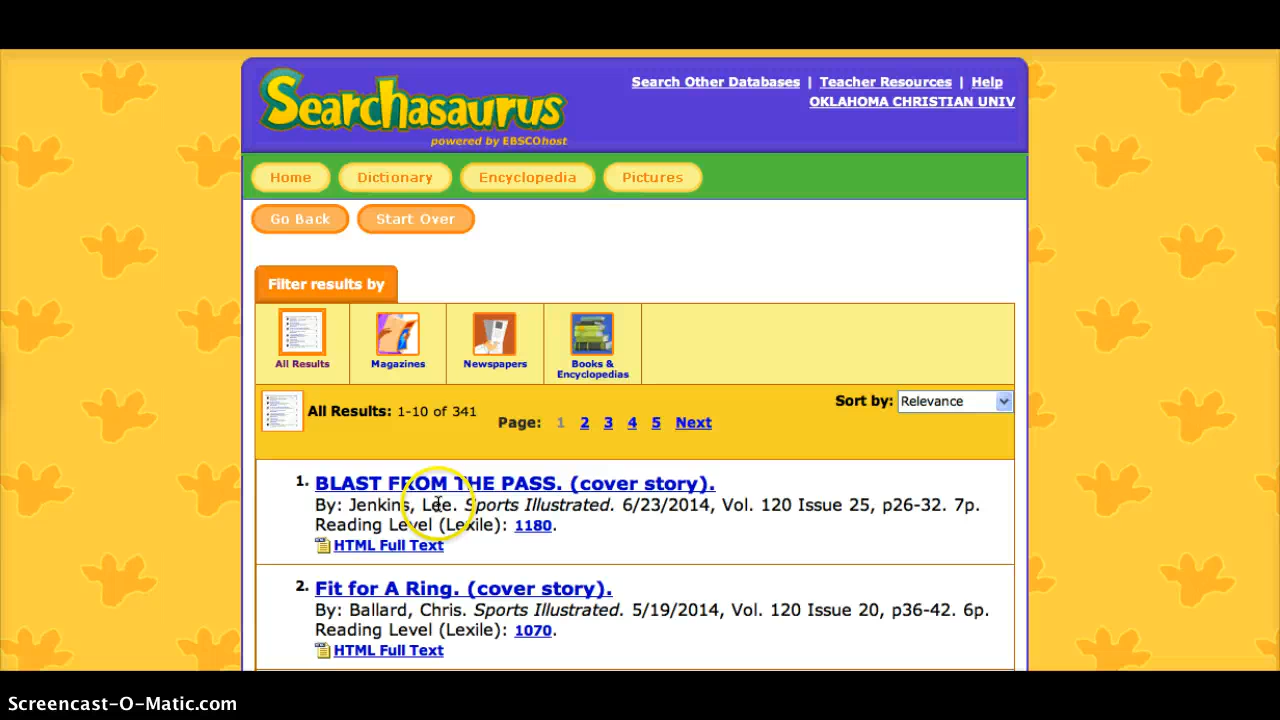 Searchasaurus
powered by EBSCOhost
Search Other Databases | Teacher Resources | Help
OKLAHOMA CHRISTIAN UNIV
Home Dictionary Encyclopedia Pictures
Go Back Start Over
Filter results by
All Results
Magazines
Newspapers
Books &
Encyclopedias
All Results: 1-10 of 341
Page: 1 2 3 4 5 Next
Sort by: Relevance
1. BLAST FROM THE PASS. (cover story).
By: Jenkins, Lee. Sports Illustrated. 6/23/2014, Vol. 120 Issue 25, p26-32. 7p.
Reading Level (Lexile): 1180.
HTML Full Text
2. Fit for A Ring. (cover story).
By: Ballard, Chris. Sports Illustrated. 5/19/2014, Vol. 120 Issue 20, p36-42. 6p.
Reading Level (Lexile): 1070.
HTML Full Text
Screencast-O-Matic.com